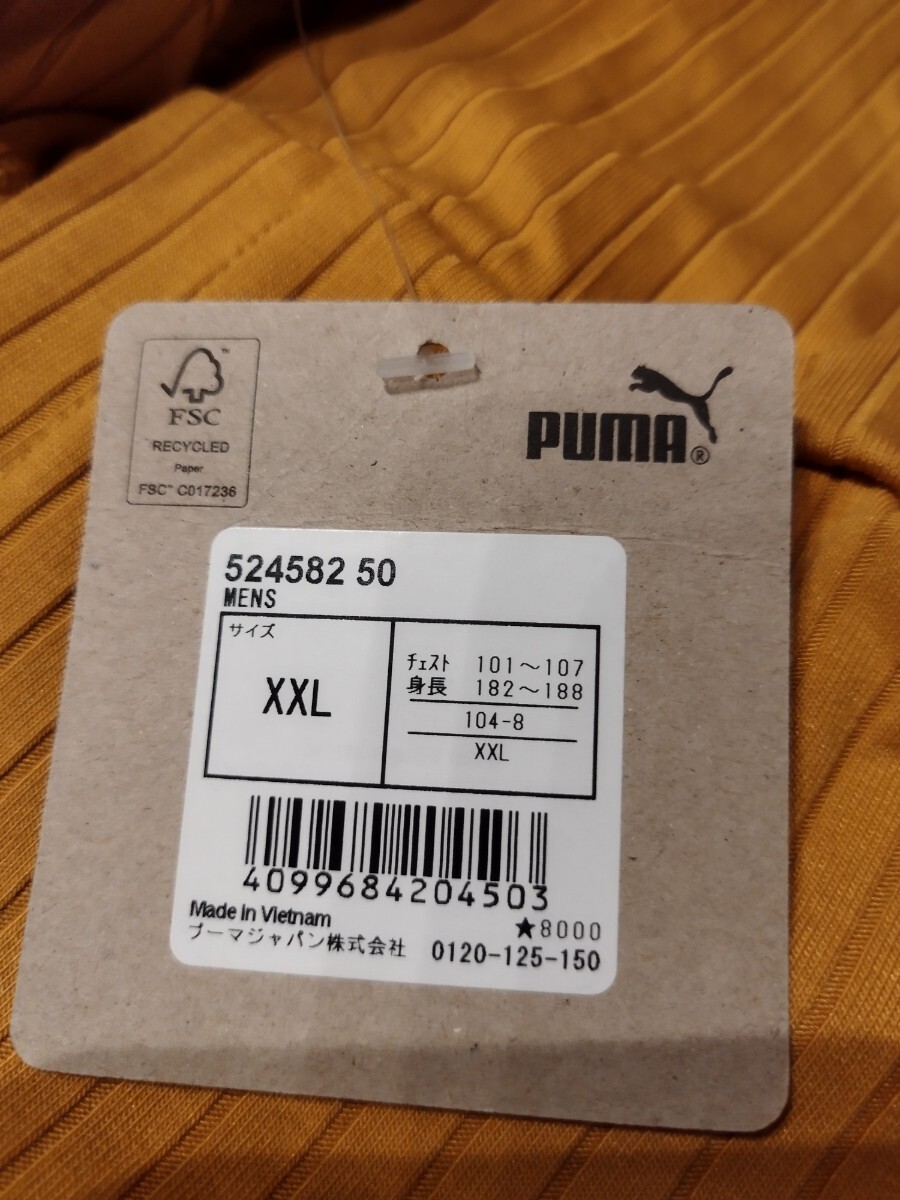 FSC
RECYCLED
Paper
FSC™ C017236
PUMA®
524582 50
MENS
サイズ
XXL
チェスト 101～107
身長 182～188
104-8
XXL
4099684204503
Made in Vietnam
★8000
プーマジャパン株式会社 0120-125-150